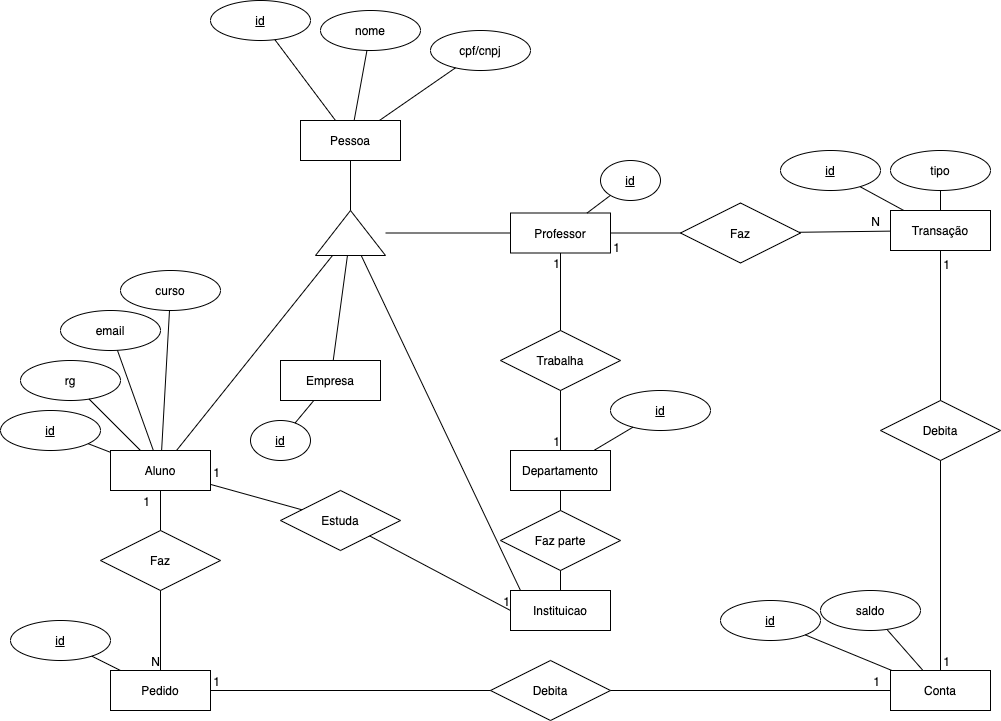 id
nome
cpf/cnpj
Pessoa
id
id
tipo
Professor
1
Faz
N
Transação
1
1
curso
email
rg
id
Empresa
id
Trabalha
id
1
Debita
Aluno
1
Departamento
1
Estuda
Faz parte
Faz
1
Instituicao
id
saldo
id
N
1
Pedido
1
Debita
1
Conta